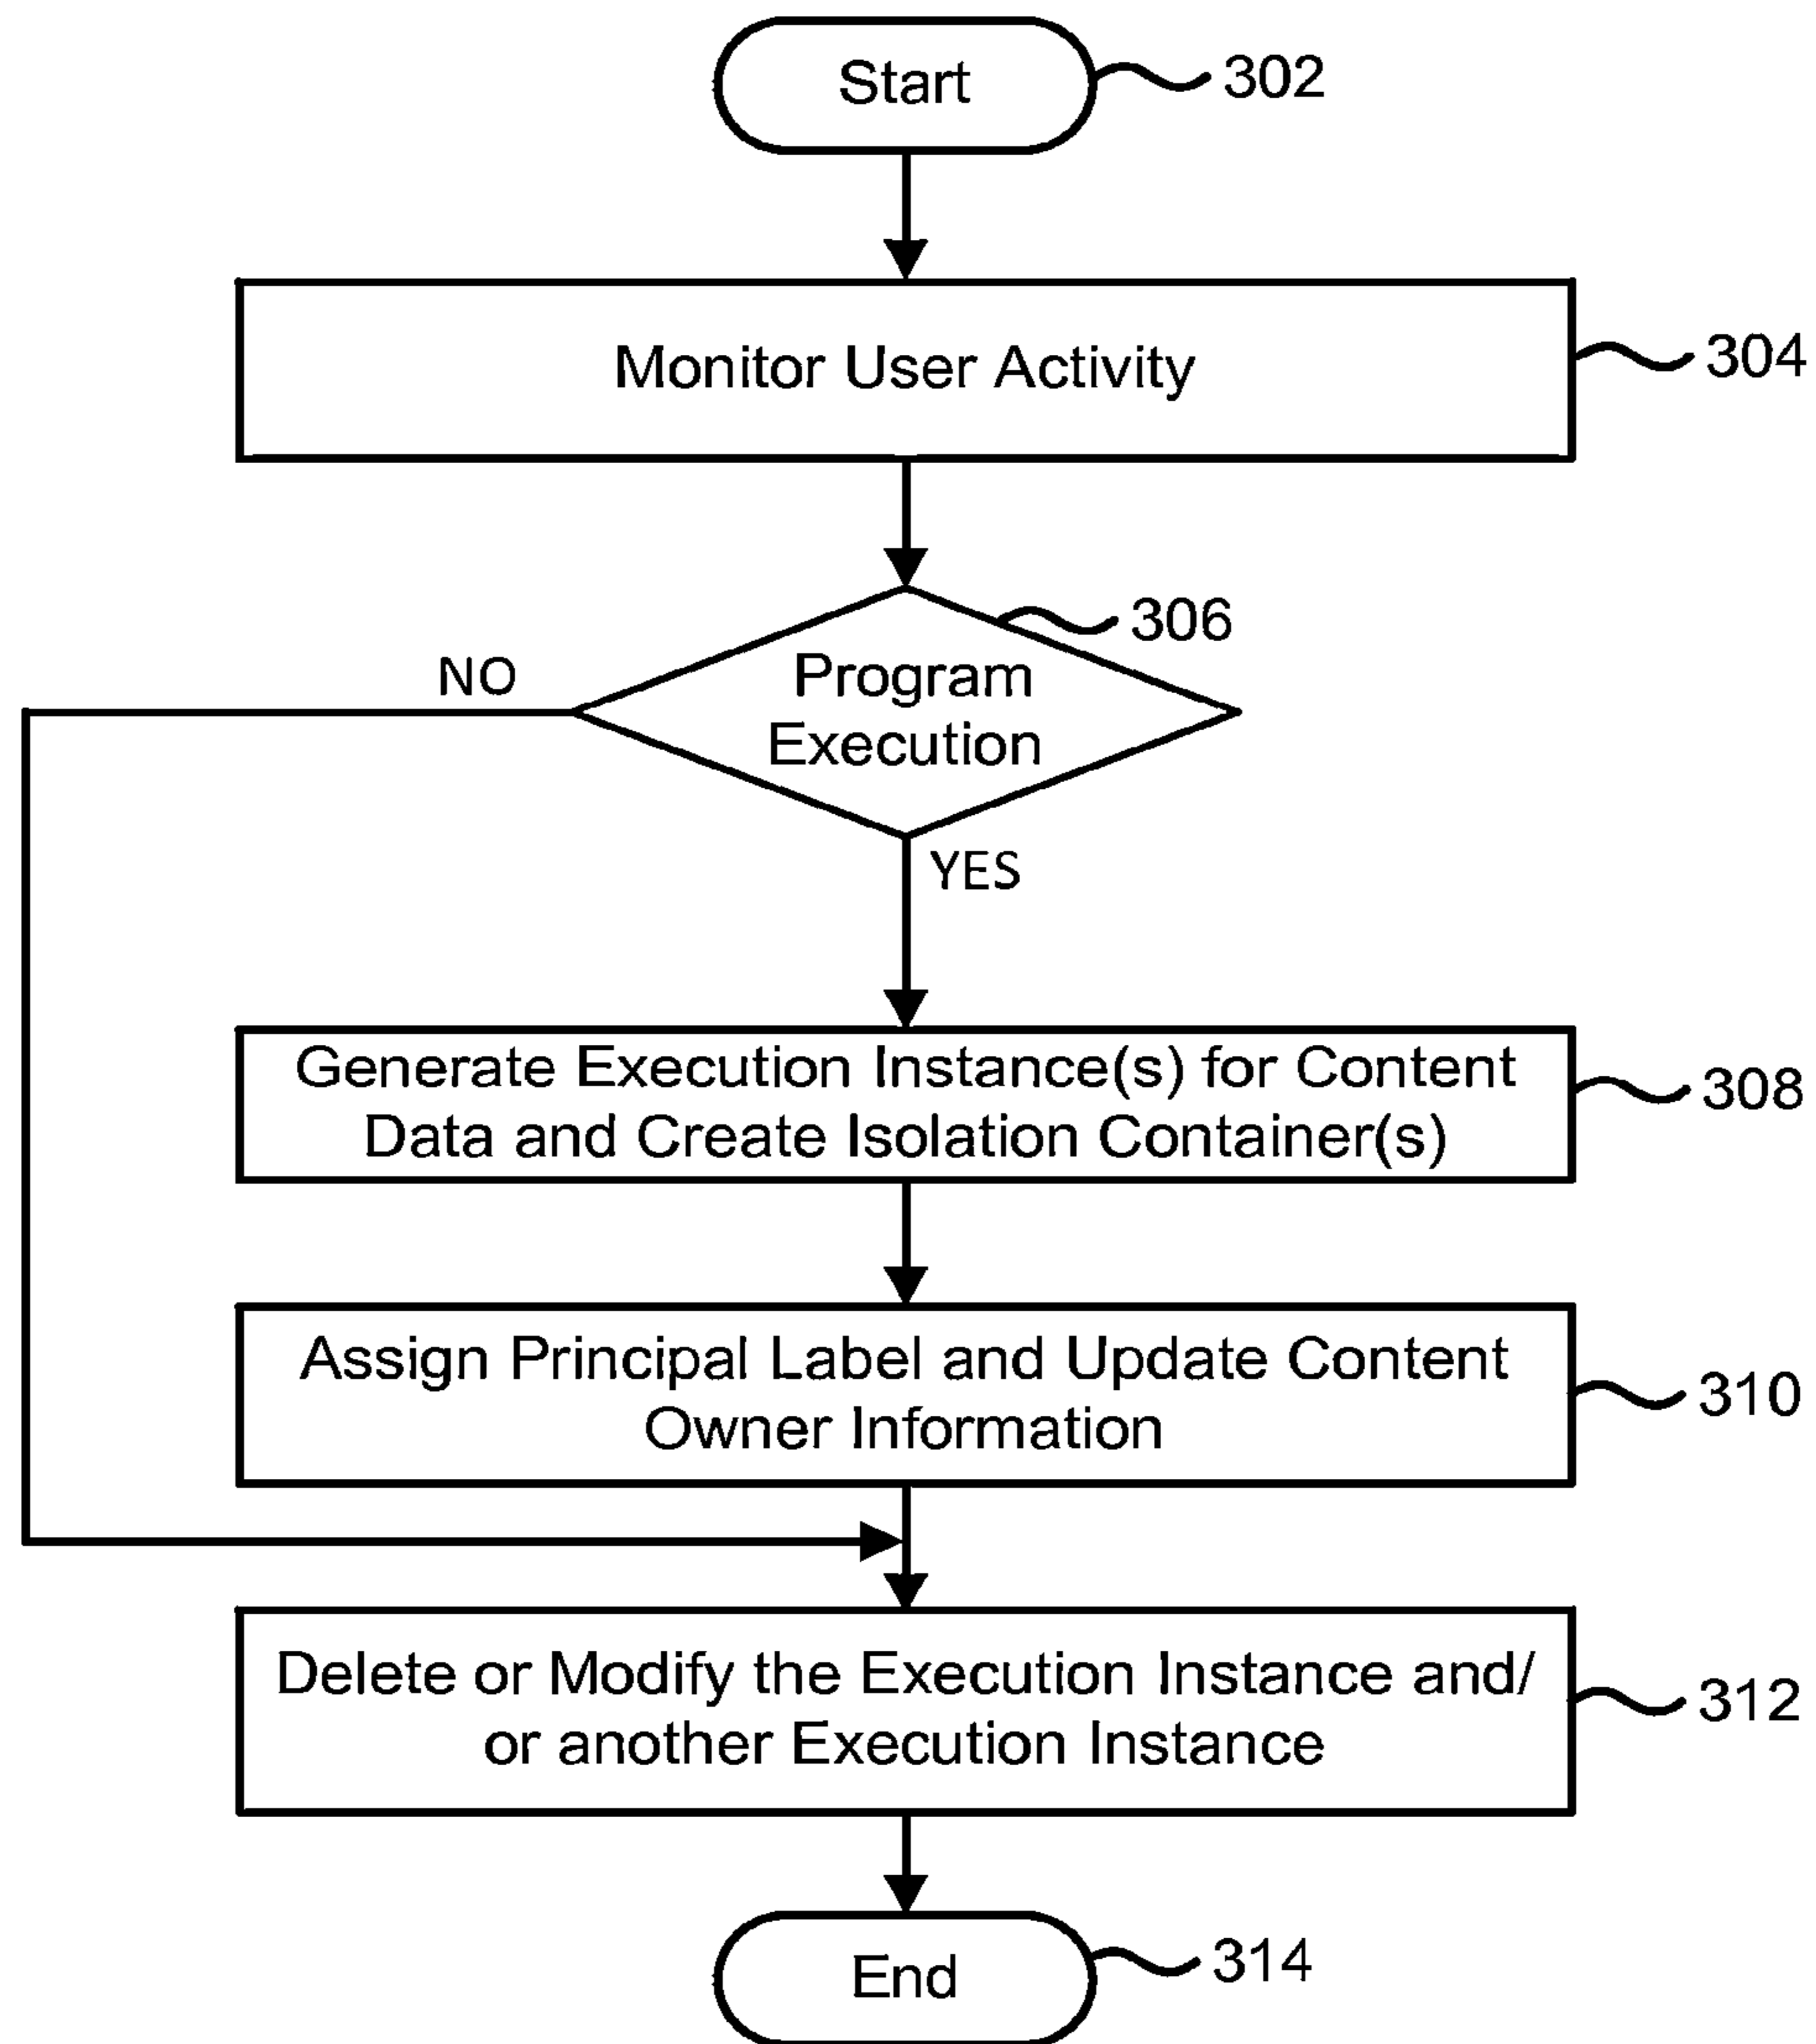 Start
302
Monitor User Activity
304
306
Program
Execution
NO
YES
Generate Execution Instance(s) for Content
Data and Create Isolation Container(s)
308
Assign Principal Label and Update Content
Owner Information
310
Delete or Modify the Execution Instance and/
or another Execution Instance
312
End
314